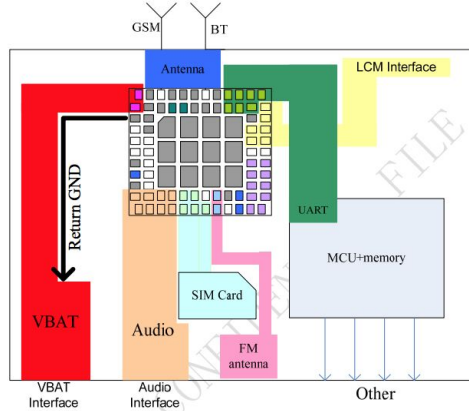 GSM
BT
Antenna
LCM Interface
Return GND
UART
MCU+memory
SIM Card
VBAT
Audio
FM
antenna
VBAT
Interface
Audio
Interface
Other
FILE